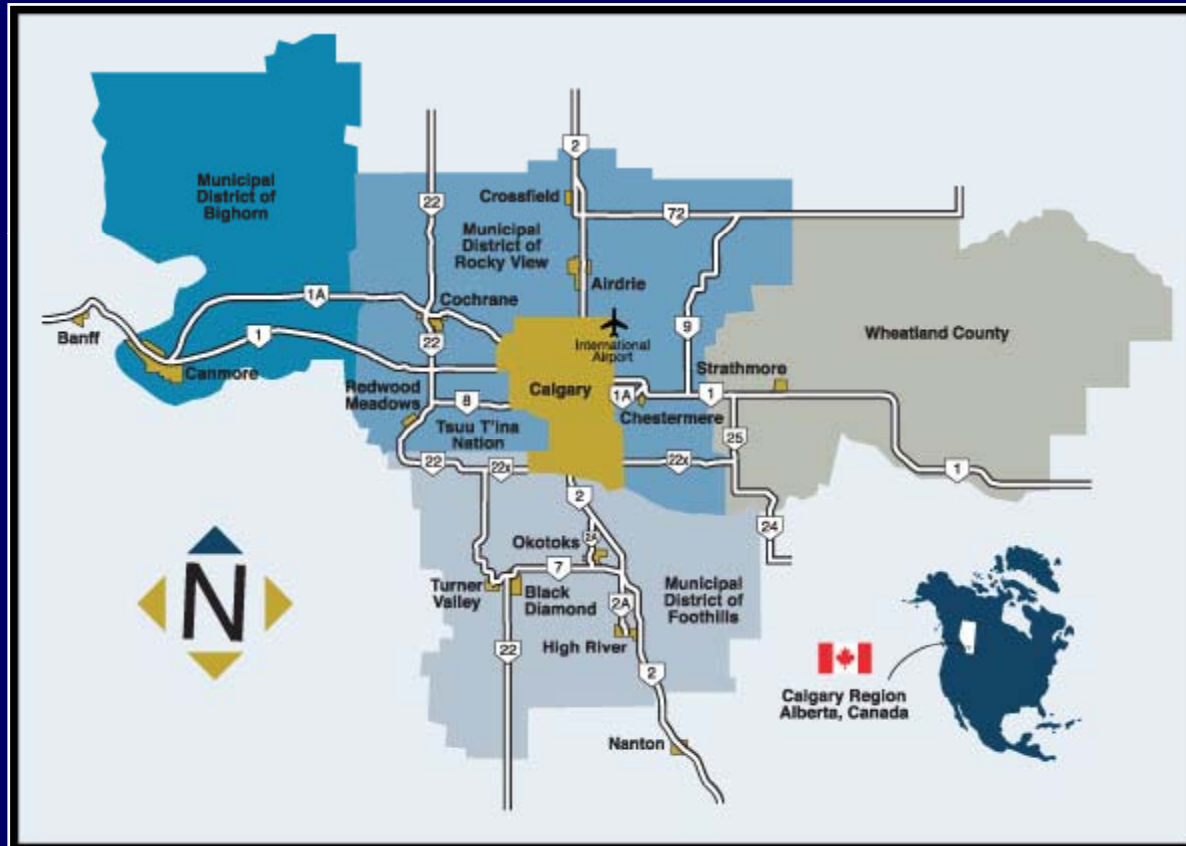 Municipal
District of
Bighorn
2
22
Crossfield
72
Municipal
District of
Rocky View
Airdrie
1A
Cochrane
9
Banff
1
22
International
Airport
Wheatland County
Canmore
Strathmore
Redwood
Meadows
Calgary
1A
1
8
Chestermere
Tsuu T'ina
Nation
25
22
22x
22x
1
2
24
2A
Okotoks
7
Turner
Valley
Black
Diamond
Municipal
District of
Foothills
2A
High River
22
2
Nanton
N
Calgary Region
Alberta, Canada